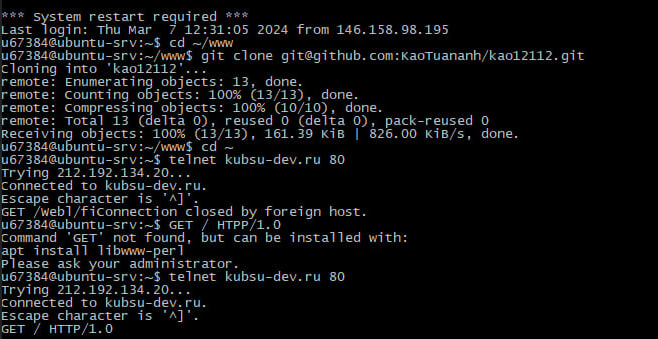 *** System restart required ***
Last login: Thu Mar  7 12:31:05 2024 from 146.158.98.195
u67384@ubuntu-srv:~$ cd ~/www
u67384@ubuntu-srv:~/www$ git clone git@github.com:KaoTuananh/kao12112.git
Cloning into 'kao12112'...
remote: Enumerating objects: 13, done.
remote: Counting objects: 100% (13/13), done.
remote: Compressing objects: 100% (10/10), done.
remote: Total 13 (delta 0), reused 0 (delta 0), pack-reused 0
Receiving objects: 100% (13/13), 161.39 KiB | 826.00 KiB/s, done.
u67384@ubuntu-srv:~/www$ cd ~
u67384@ubuntu-srv:~$ telnet kubsu-dev.ru 80
Trying 212.192.134.20...
Connected to kubsu-dev.ru.
Escape character is '^]'.
GET /Webl/fiConnection closed by foreign host.
u67384@ubuntu-srv:~$ GET / HTPP/1.0
Command 'GET' not found, but can be installed with:
apt install libwww-perl
Please ask your administrator.
u67384@ubuntu-srv:~$ telnet kubsu-dev.ru 80
Trying 212.192.134.20...
Connected to kubsu-dev.ru.
Escape character is '^]'.
GET / HTTP/1.0